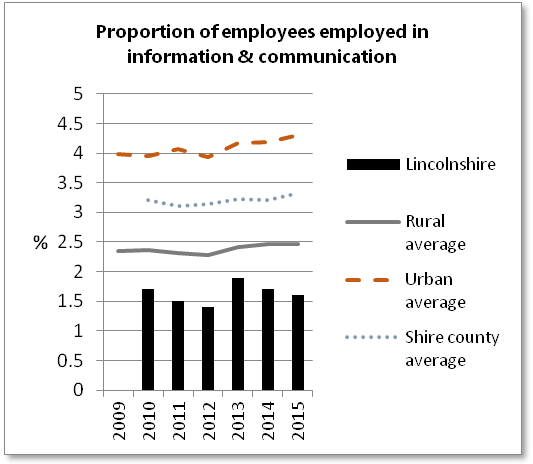 Proportion of employees employed in
information & communication
5
4.5
4
3.5
3
2.5
2
1.5
1
0.5
0
%
2009
2010
2011
2012
2013
2014
2015
Lincolnshire
Rural
average
Urban
average
Shire county
average